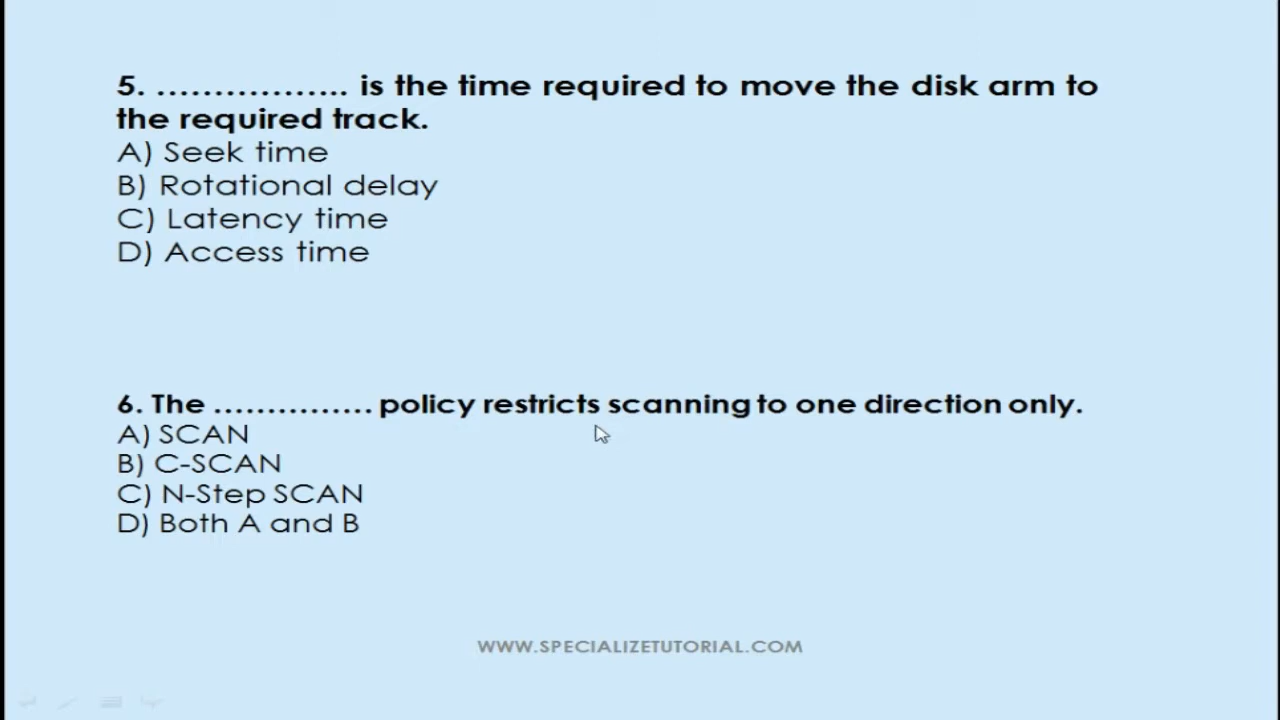 5. ................. is the time required to move the disk arm to
the required track.
A) Seek time
B) Rotational delay
C) Latency time
D) Access time
6. The ............... policy restricts scanning to one direction only.
A) SCAN
B) C-SCAN
C) N-Step SCAN
D) Both A and B
WWW.SPECIALIZETUTORIAL.COM